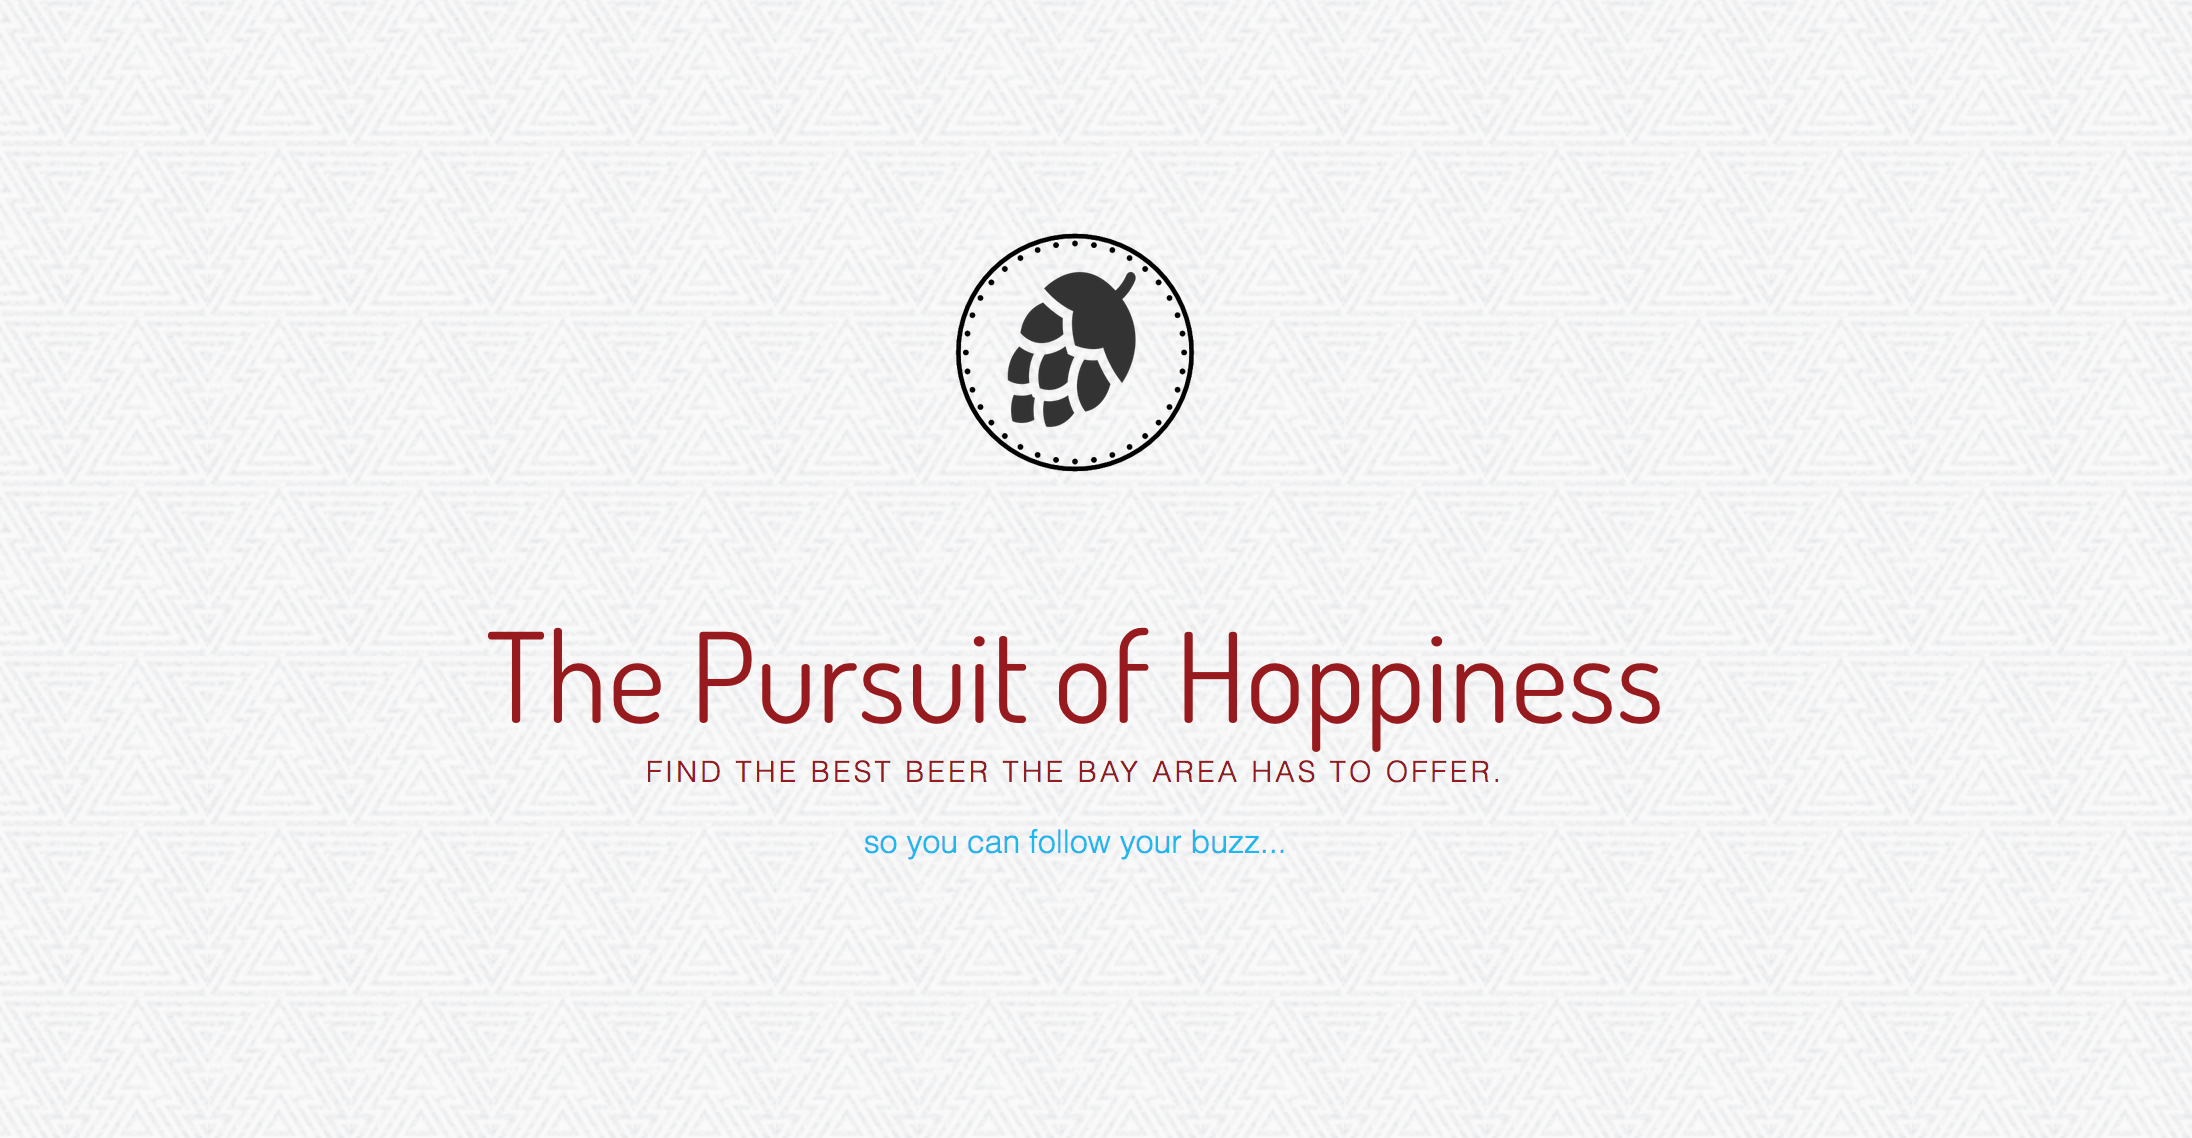 The Pursuit of Hoppiness
FIND THE BEST BEER THE BAY AREA HAS TO OFFER.
so you can follow your buzz...